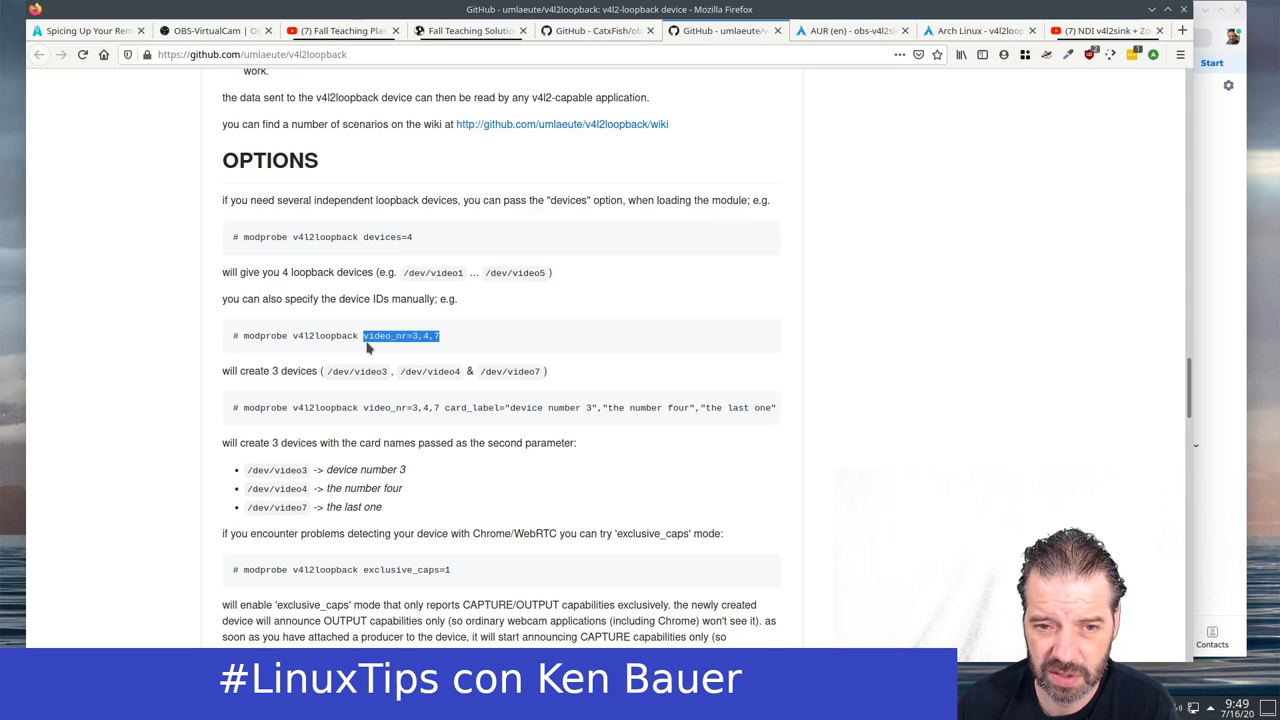 GitHub - umlaeute/v4l2loopback: v4l2-loopback device - Mozilla Firefox
Spicing Up Your Rem
OBS-VirtualCam
(7) Fall Teaching Plan
Fall Teaching Solutio
GitHub - CatxFish/ob
GitHub - umlaeute/v
AUR (en) - obs-v4l2si
Arch Linux - v4l2loop
(7) NDI v4l2sink + Zo
https://github.com/umlaeute/v4l2loopback
Start
work.
the data sent to the v4l2loopback device can then be read by any v4l2-capable application.
you can find a number of scenarios on the wiki at http://github.com/umlaeute/v4l2loopback/wiki
OPTIONS
if you need several independent loopback devices, you can pass the "devices" option, when loading the module; e.g.
# modprobe v4l2loopback devices=4
will give you 4 loopback devices (e.g. /dev/video1 ... /dev/video5 )
you can also specify the device IDs manually; e.g.
# modprobe v4l2loopback video_nr=3,4,7
will create 3 devices ( /dev/video3 , /dev/video4 & /dev/video7 )
# modprobe v4l2loopback video_nr=3,4,7 card_label="device number 3","the number four","the last one"
will create 3 devices with the card names passed as the second parameter:
/dev/video3 -> device number 3
/dev/video4 -> the number four
/dev/video7 -> the last one
if you encounter problems detecting your device with Chrome/WebRTC you can try 'exclusive_caps' mode:
# modprobe v4l2loopback exclusive_caps=1
will enable 'exclusive_caps' mode that only reports CAPTURE/OUTPUT capabilities exclusively. the newly created
device will announce OUTPUT capabilities only (so ordinary webcam applications (including Chrome) won't see it). as
soon as you have attached a producer to the device, it will start announcing CAPTURE capabilities only (so
Contacts
#LinuxTips con Ken Bauer
9:49
7/16/20